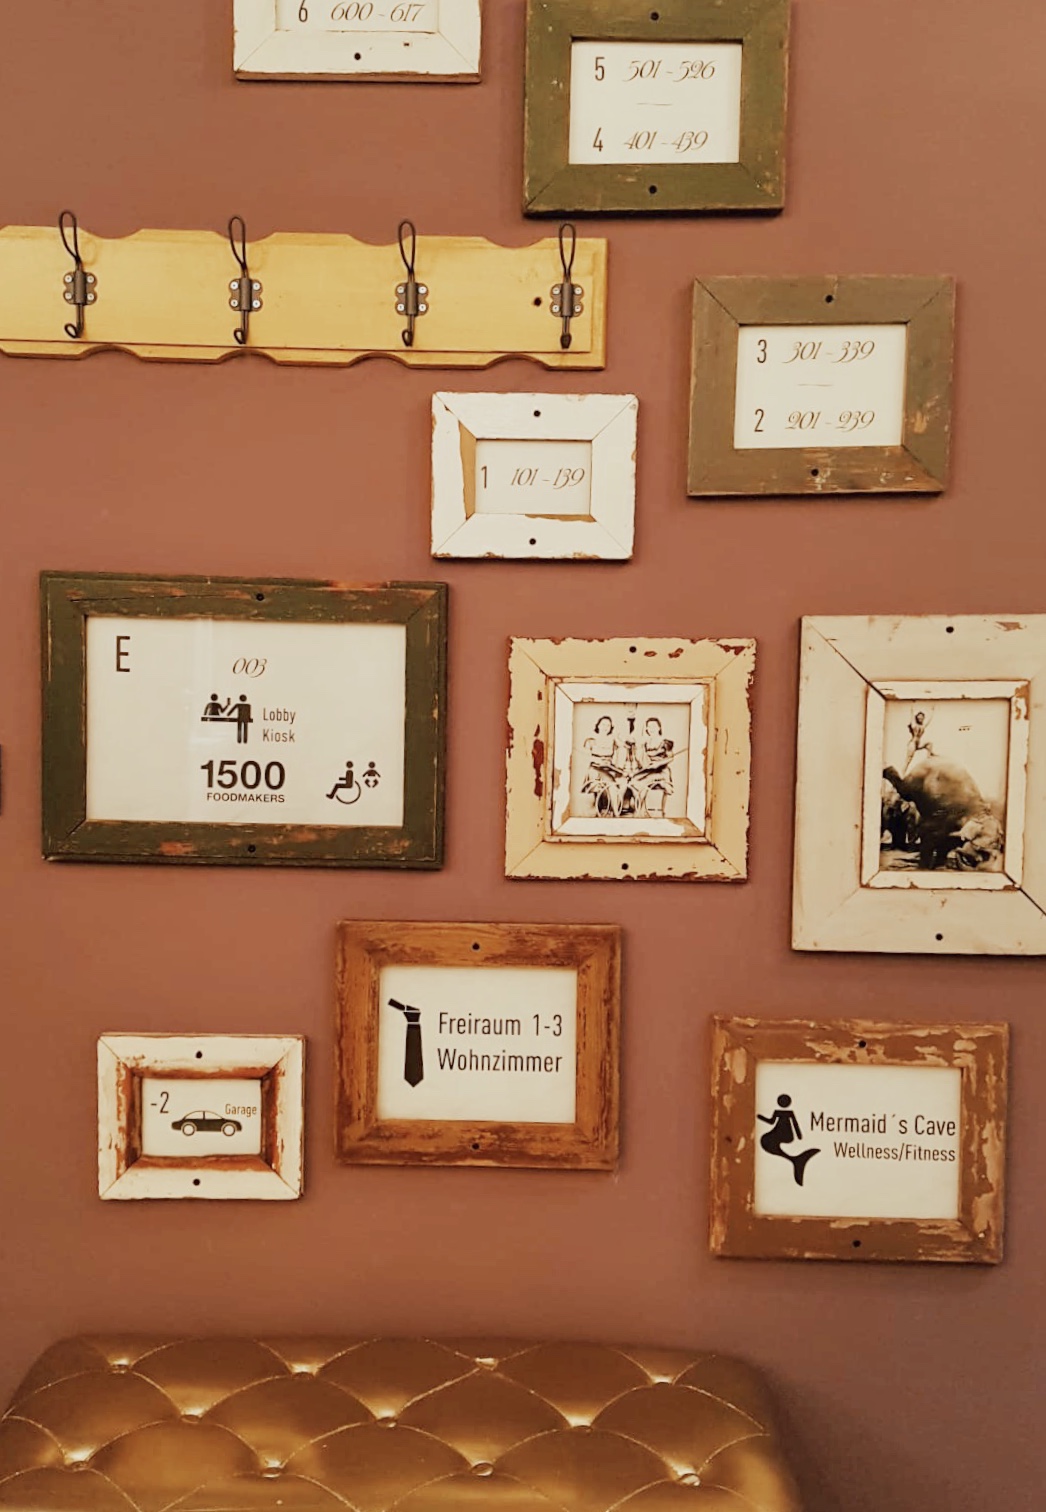 6 600 - 617
5 501 - 526
4 401 - 439
3 301 - 339
2 201 - 239
1 101 - 139
E
003
Lobby
Kiosk
1500
FOODMAKERS
Freiraum 1-3
Wohnzimmer
-2 Garage
Mermaid´s Cave
Wellness/Fitness